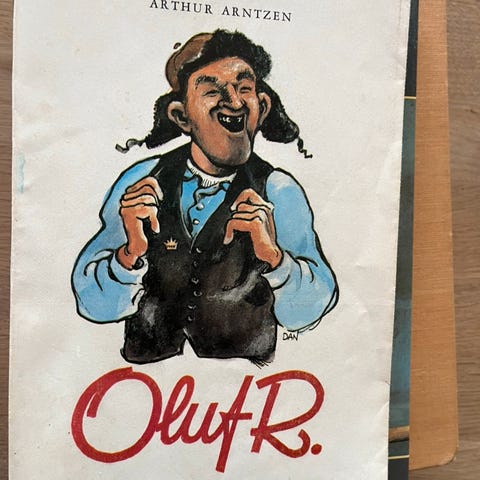 ARTHUR ARNTZEN
DAN
Oluf R.